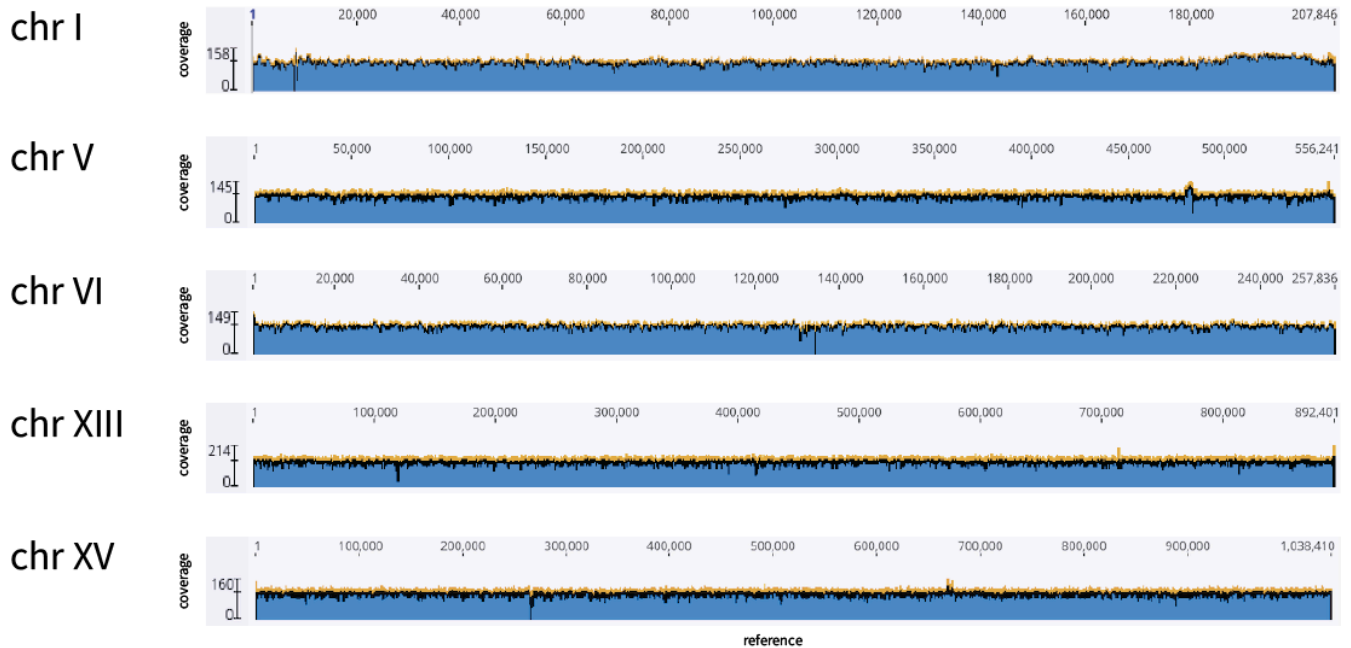 chr I
coverage
1 20,000 40,000 60,000 80,000 100,000 120,000 140,000 160,000 180,000 207,846
158
0
chr V
coverage
1 50,000 100,000 150,000 200,000 250,000 300,000 350,000 400,000 450,000 500,000 556,241
145
0
chr VI
coverage
1 20,000 40,000 60,000 80,000 100,000 120,000 140,000 160,000 180,000 200,000 220,000 240,000 257,836
149
0
chr XIII
coverage
1 100,000 200,000 300,000 400,000 500,000 600,000 700,000 800,000 892,401
214
0
chr XV
coverage
1 100,000 200,000 300,000 400,000 500,000 600,000 700,000 800,000 900,000 1,038,410
160
0
reference